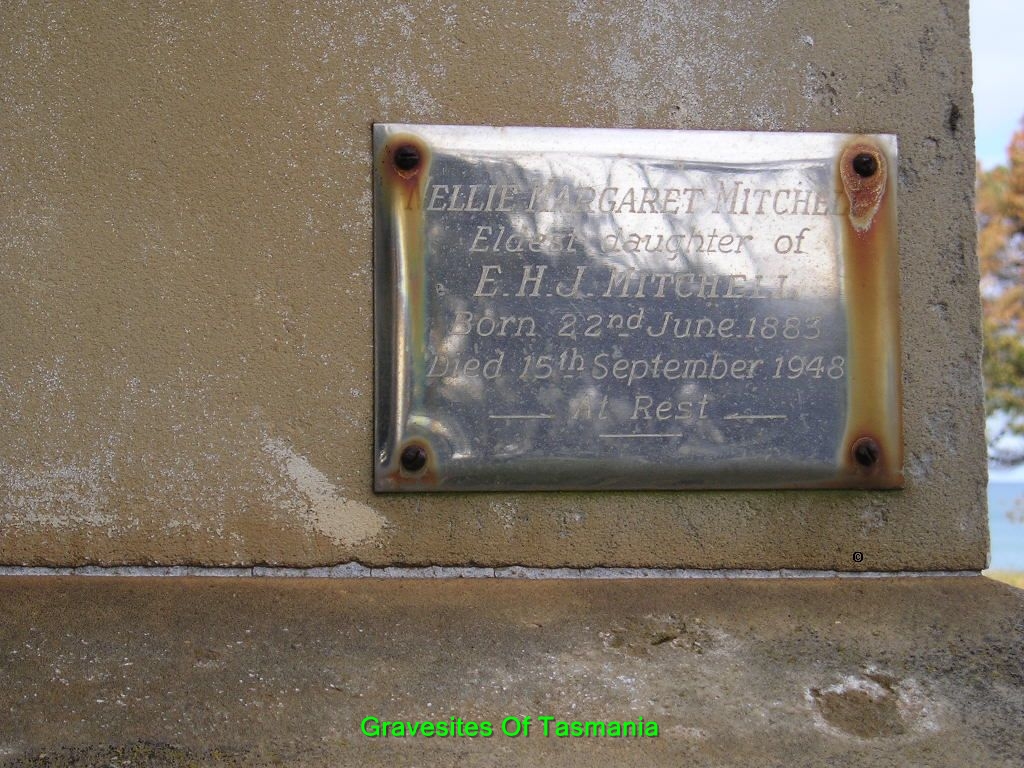 NELLIE MARGARET MITCHELL
Eldest daughter of
E.H.J. MITCHELL
Born 22nd June.1883
Died 15th September 1948
At Rest
©
Gravesites Of Tasmania